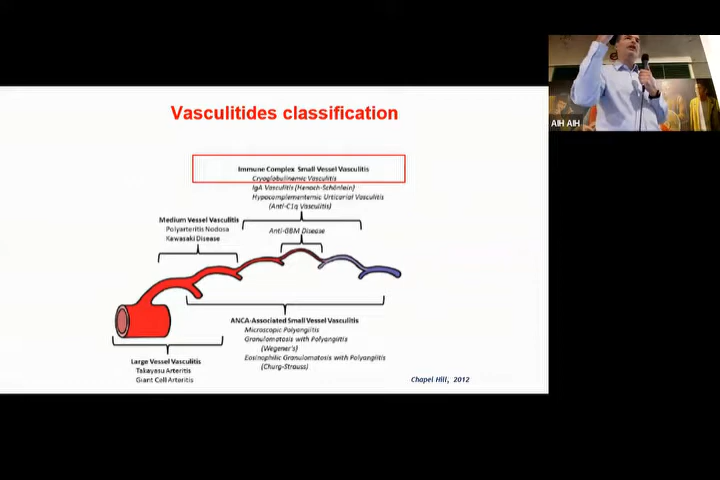 Vasculitides classification
Immune Complex Small Vessel Vasculitis
Cryoglobulinemic Vasculitis
IgA Vasculitis (Henoch-Schönlein)
Hypocomplementemic Urticarial Vasculitis
(Anti-C1q Vasculitis)
Medium Vessel Vasculitis
Polyarteritis Nodosa
Kawasaki Disease
Anti-GBM Disease
ANCA-Associated Small Vessel Vasculitis
Microscopic Polyangiitis
Granulomatosis with Polyangiitis
(Wegener's)
Eosinophilic Granulomatosis with Polyangiitis
(Churg-Strauss)
Large Vessel Vasculitis
Takayasu Arteritis
Giant Cell Arteritis
Chapel Hill, 2012
AIH AIH